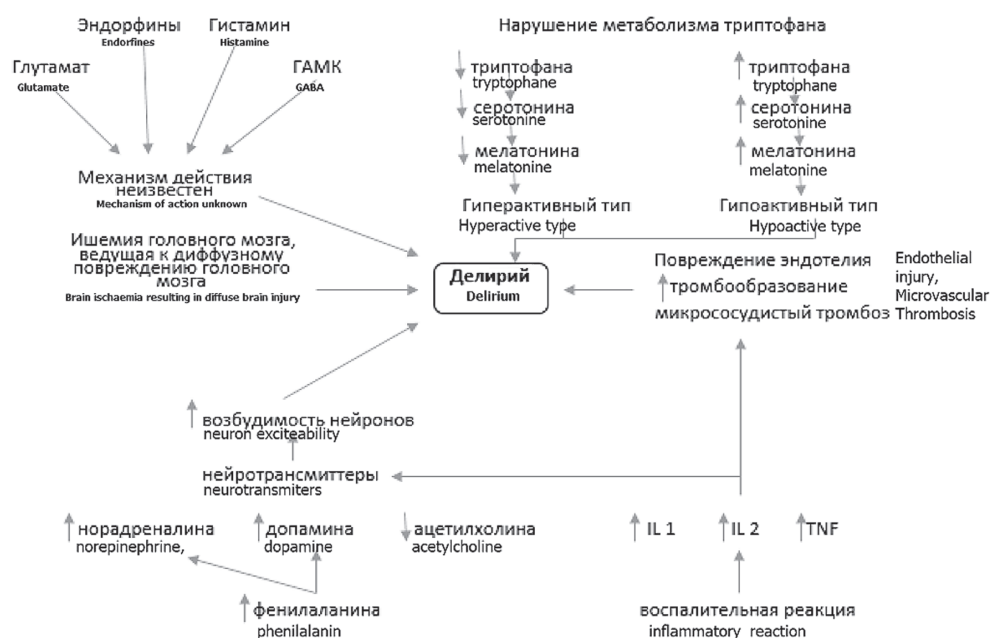 Эндорфины
Endorfines
Гистамин
Histamine
Глутамат
Glutamate
ГАМК
GABA
Механизм действия
неизвестен
Mechanism of action unknown
Нарушение метаболизма триптофана
триптофана
tryptophane
серотонина
serotonine
мелатонина
melatonine
Гиперактивный тип
Hyperactive type
триптофана
tryptophane
серотонина
serotonine
мелатонина
melatonine
Гипоактивный тип
Hypoactive type
Ишемия головного мозга,
ведущая к диффузному
повреждению головного
мозга
Brain ischaemia resulting in diffuse brain injury
Делирий
Delirium
Повреждение эндотелия
тромбообразование
микрососудистый тромбоз
Endothelial
injury,
Microvascular
Thrombosis
возбудимость нейронов
neuron exciteability
нейротрансмиттеры
neurotransmiters
норадреналина
norepinephrine,
допамина
dopamine
ацетилхолина
acetylcholine
IL 1
IL 2
TNF
фенилаланина
phenilalanin
воспалительная реакция
inflammatory reaction